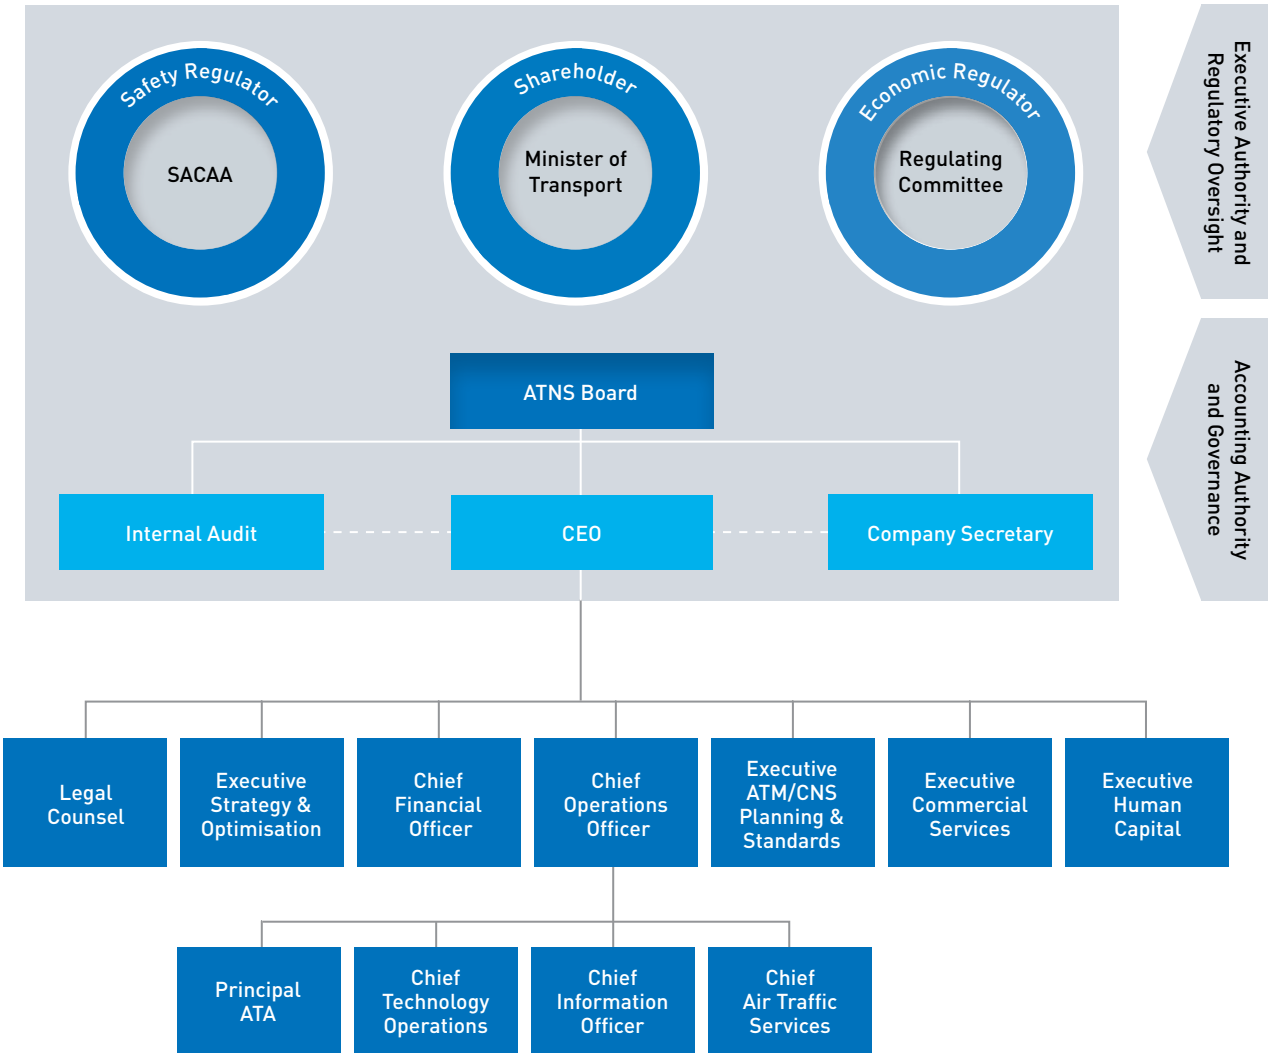 Safety Regulator
SACAA
Shareholder
Minister of
Transport
Economic Regulator
Regulating
Committee
Executive Authority and
Regulatory Oversight
ATNS Board
Internal Audit
CEO
Company Secretary
Accounting Authority
and Governance
Legal
Counsel
Executive
Strategy &
Optimisation
Chief
Financial
Officer
Chief
Operations
Officer
Executive
ATM/CNS
Planning &
Standards
Executive
Commercial
Services
Executive
Human
Capital
Principal
ATA
Chief
Technology
Operations
Chief
Information
Officer
Chief
Air Traffic
Services